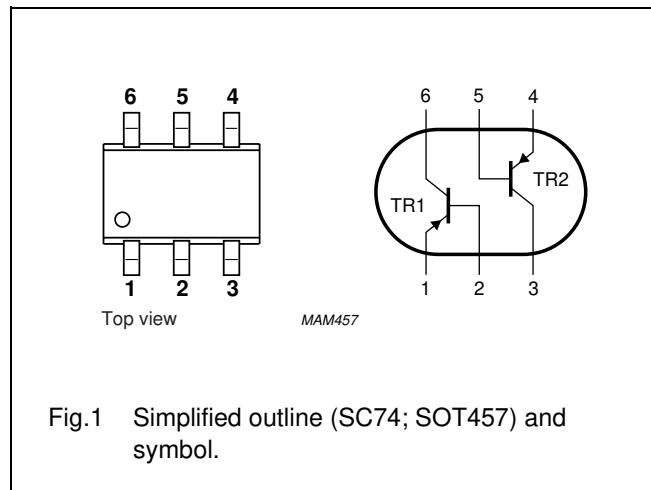 6 5 4
6 5 4
TR1
TR2
1 2 3
1 2 3
Top view
MAM457
Fig.1 Simplified outline (SC74; SOT457) and
symbol.